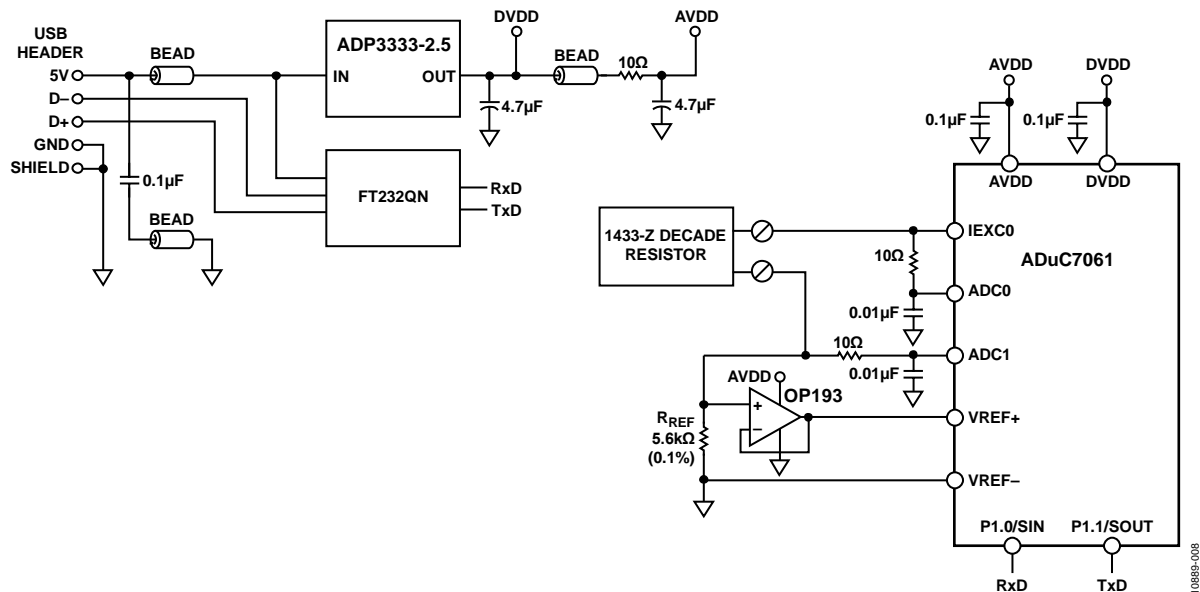 USB
HEADER
5V
D–
D+
GND
SHIELD
BEAD
0.1µF
BEAD
ADP3333-2.5
IN
OUT
DVDD
4.7µF
BEAD
10Ω
AVDD
4.7µF
FT232QN
RxD
TxD
AVDD
DVDD
0.1µF
0.1µF
AVDD
DVDD
1433-Z DECADE
RESISTOR
IEXC0
ADuC7061
10Ω
ADC0
0.01µF
10Ω
ADC1
0.01µF
AVDD
OP193
+
–
VREF+
RREF
5.6kΩ
(0.1%)
VREF–
P1.0/SIN
P1.1/SOUT
RxD
TxD
10889-008